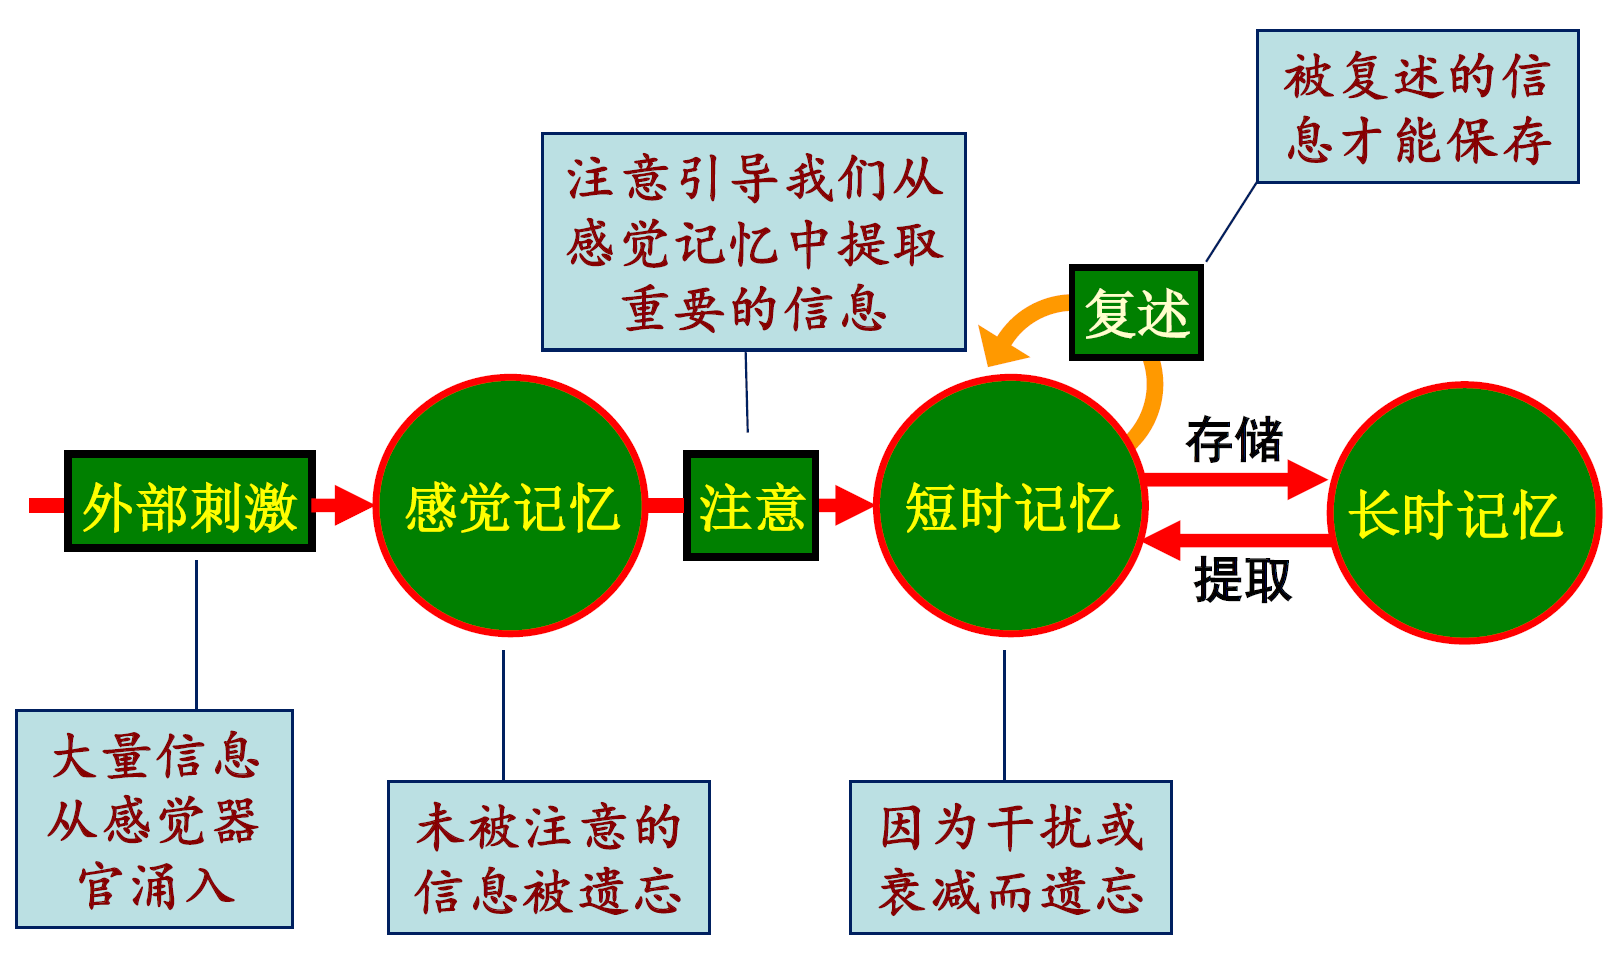 被复述的信
息才能保存
注意引导我们从
感觉记忆中提取
重要的信息
复述
存储
外部刺激
感觉记忆
注意
短时记忆
长时记忆
提取
大量信息
从感觉器
官涌入
未被注意的
信息被遗忘
因为干扰或
衰减而遗忘